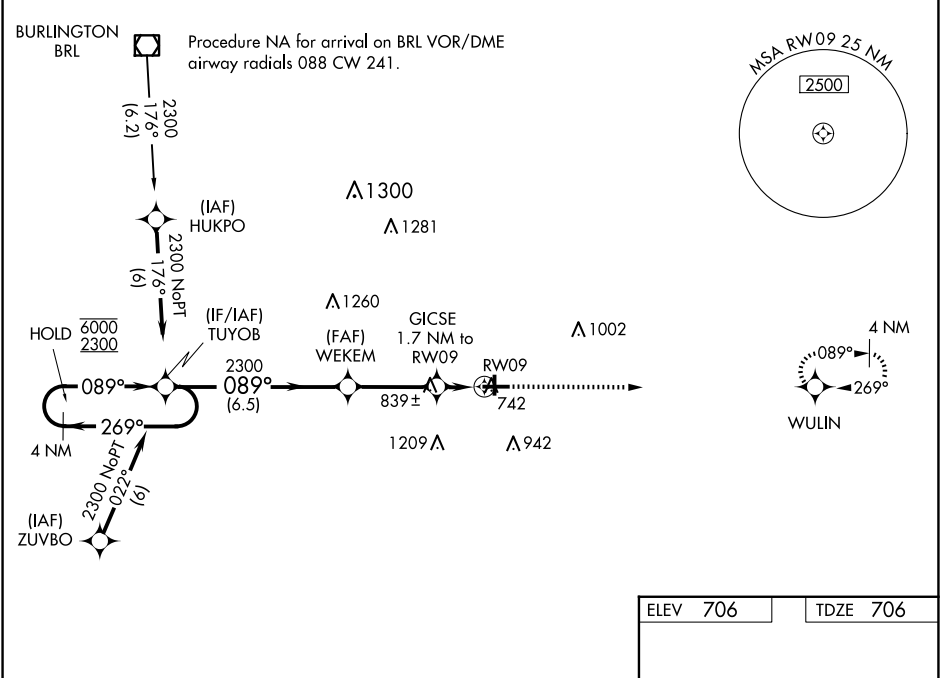 BURLINGTON
BRL
Procedure NA for arrival on BRL VOR/DME
airway radials 088 CW 241.
MSA RW09 25 NM
2500
2300
176°
(6.2)
(IAF)
HUKPO
1300
1281
2300 NoPT
176°
(6)
1260
HOLD
6000
2300
(IF/IAF)
TUYOB
(FAF)
WEKEM
GICSE
1.7 NM to
RW09
1002
4 NM
089°
2300
089°
(6.5)
RW09
089°
269°
839±
742
WULIN
269°
4 NM
1209
942
2300 NoPT
022°
(6)
(IAF)
ZUVBO
ELEV 706
TDZE 706